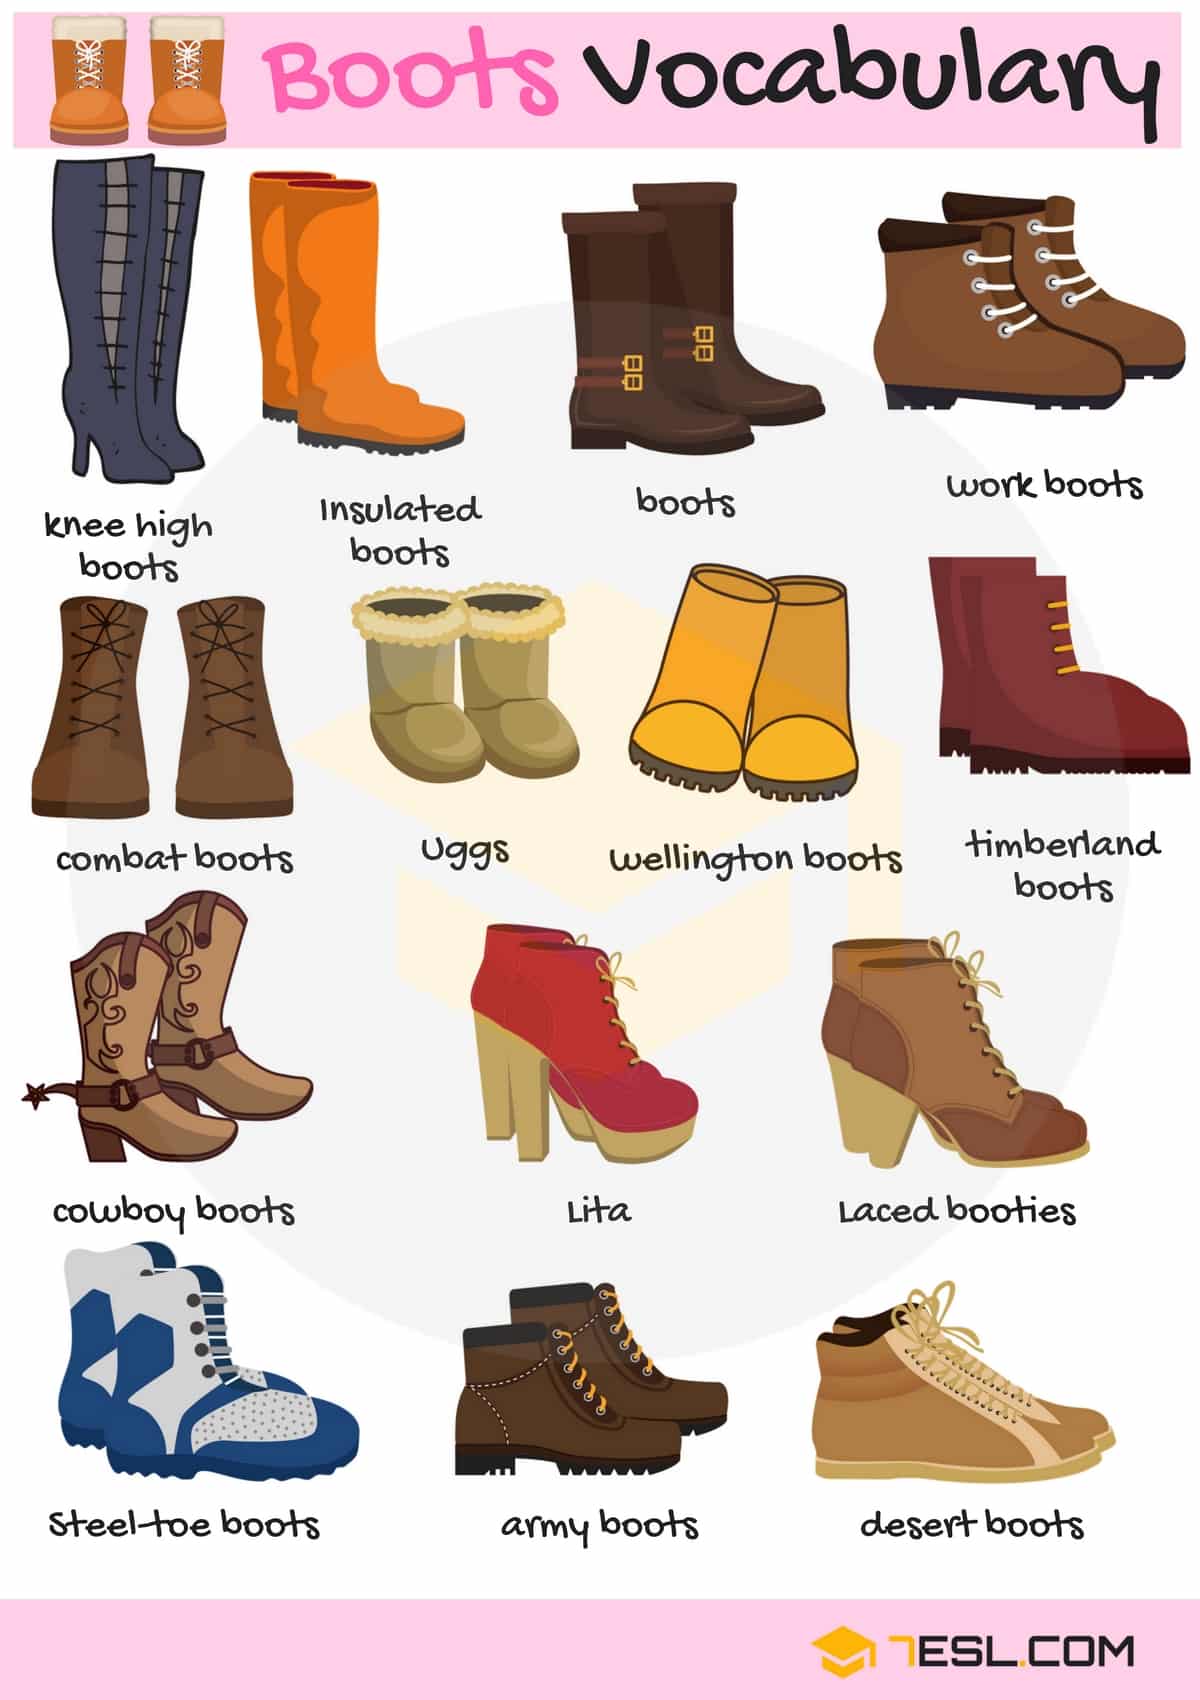 Boots Vocabulary
knee high
boots
Insulated
boots
boots
work boots
combat boots
uggs
wellington boots
timberland
boots
cowboy boots
Lita
Laced booties
Steel-toe boots
army boots
desert boots
7ESL.COM